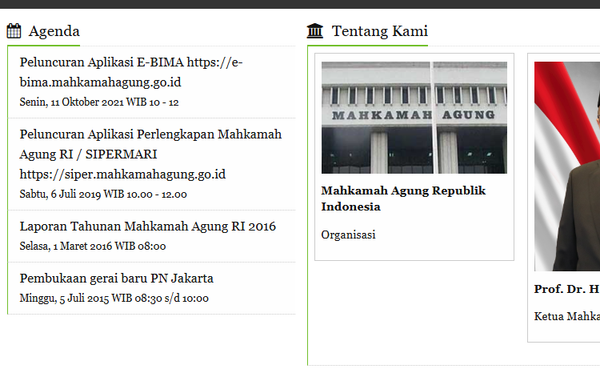 Agenda
Peluncuran Aplikasi E-BIMA https://e-
bima.mahkamahagung.go.id
Senin, 11 Oktober 2021 WIB 10 - 12
Peluncuran Aplikasi Perlengkapan Mahkamah
Agung RI / SIPERMARI
https://siper.mahkamahagung.go.id
Sabtu, 6 Juli 2019 WIB 10.00 - 12.00
Laporan Tahunan Mahkamah Agung RI 2016
Selasa, 1 Maret 2016 WIB 08:00
Pembukaan gerai baru PN Jakarta
Minggu, 5 Juli 2015 WIB 08:30 s/d 10:00
Tentang Kami
MAHKAMAH AGUNG
Mahkamah Agung Republik
Indonesia
Organisasi
Prof. Dr. H
Ketua Mahka